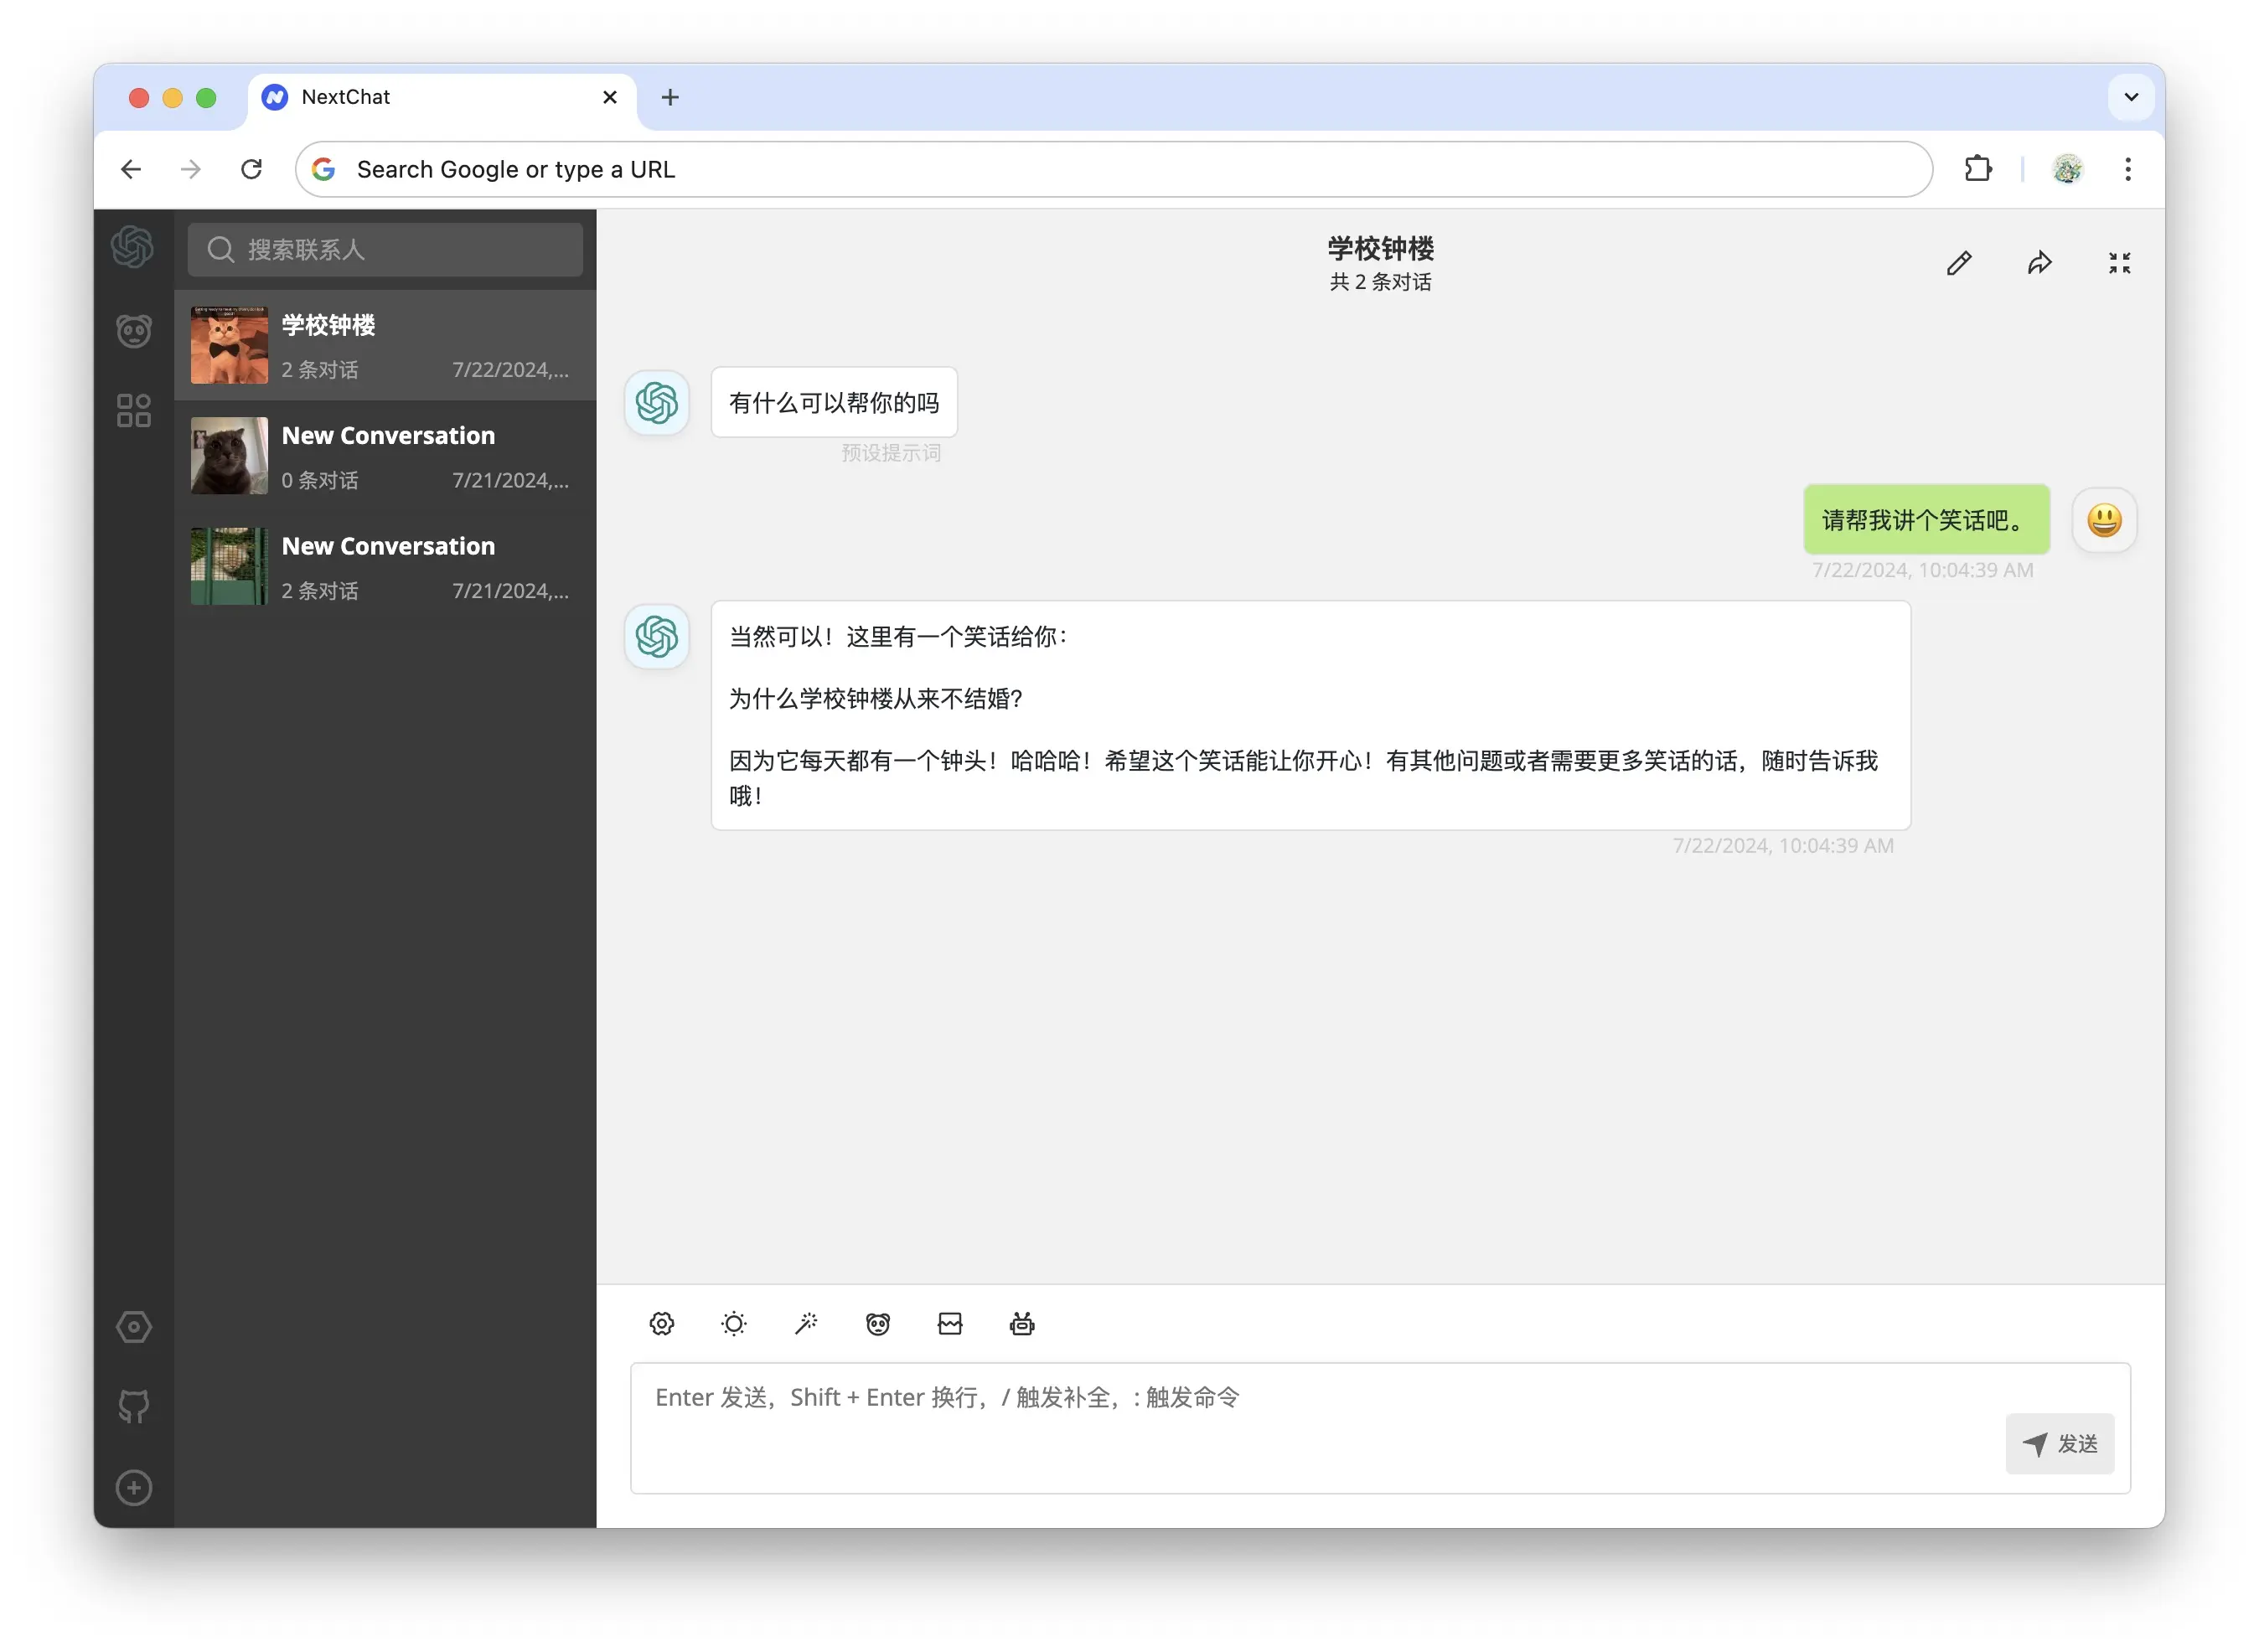 NextChat
Search Google or type a URL
搜索联系人
学校钟楼
2 条对话
7/22/2024,...
New Conversation
0 条对话
7/21/2024,...
New Conversation
2 条对话
7/21/2024,...
学校钟楼
共 2 条对话
有什么可以帮你的吗
预设提示词
请帮我讲个笑话吧。
7/22/2024, 10:04:39 AM
当然可以！这里有一个笑话给你：
为什么学校钟楼从来不结婚？
因为它每天都有一个钟头！哈哈哈！希望这个笑话能让你开心！有其他问题或者需要更多笑话的话，随时告诉我
哦！
7/22/2024, 10:04:39 AM
Enter 发送，Shift + Enter 换行，/ 触发补全，: 触发命令
发送